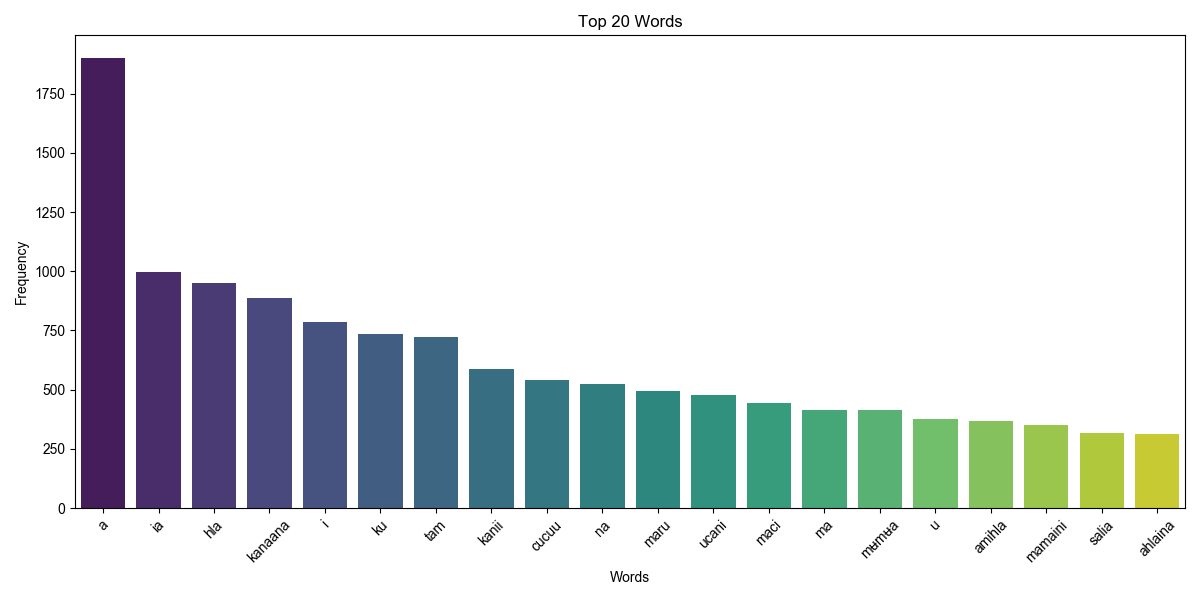 Top 20 Words
Frequency
1750
1500
1250
1000
750
500
250
0
a ia hla kanaana i ku tam kanii cucuu na maru ucani maci ma mʉmʉa u amihla mamaini salia ahlaina
Words